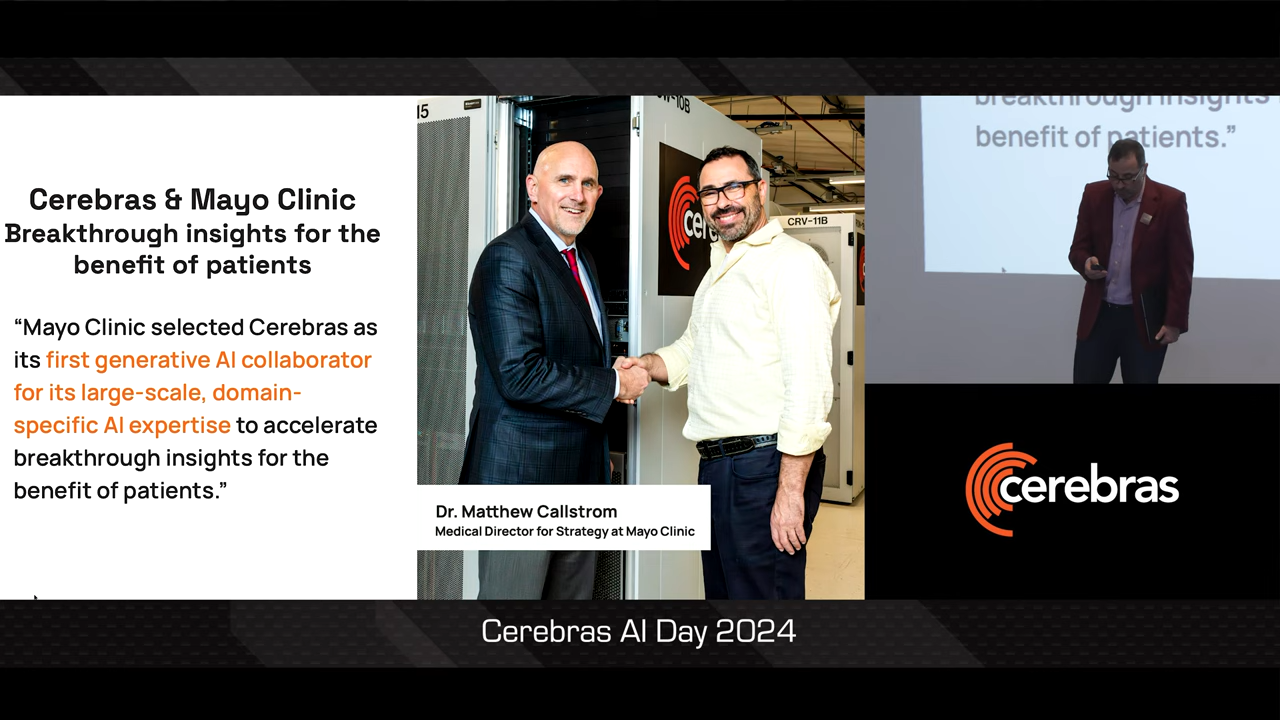 Cerebras & Mayo Clinic
Breakthrough insights for the
benefit of patients
“Mayo Clinic selected Cerebras as
its first generative AI collaborator
for its large-scale, domain-
specific AI expertise to accelerate
breakthrough insights for the
benefit of patients.”
15
10B
cere
CRV-11B
Dr. Matthew Callstrom
Medical Director for Strategy at Mayo Clinic
breakthrough insights
benefit of patients.”
cerebras
Cerebras AI Day 2024